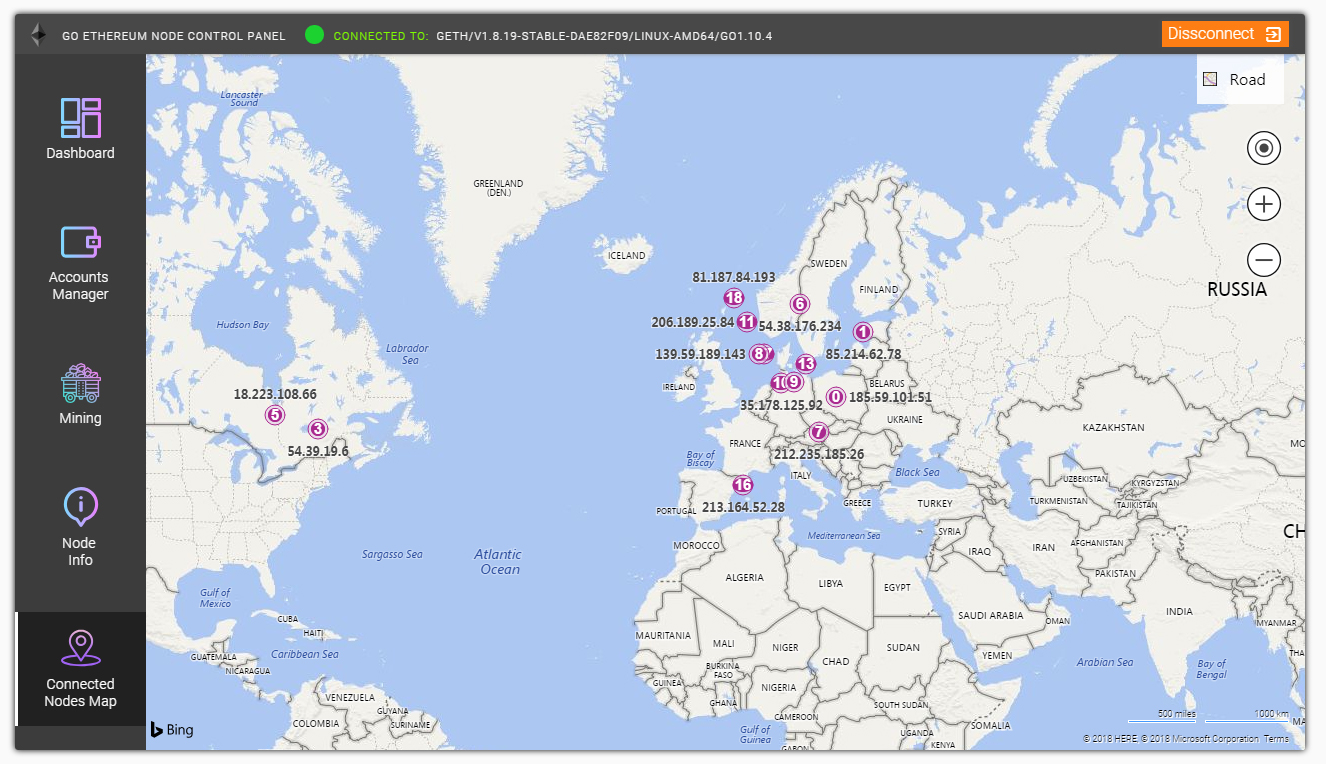 GO ETHEREUM NODE CONTROL PANEL
CONNECTED TO: GETH/V1.8.19-STABLE-DAE82F09/LINUX-AMD64/GO1.10.4
Dissconnect
Dashboard
Accounts
Manager
Mining
Node
Info
Connected
Nodes Map
Road
Lancaster
Sound
GREENLAND
(DEN.)
ICELAND
SWEDEN
FINLAND
RUSSIA
81.187.84.193
18
6
206.189.25.84
11
54.38.176.234
1
139.59.189.143
8
85.214.62.78
13
Hudson Bay
Labrador
Sea
IRELAND
9
BELARUS
18.223.108.66
0
185.59.101.51
35.178.125.92
5
3
54.39.19.6
7
UKRAINE
KAZAKHSTAN
FRANCE
212.235.185.26
Bay of
Biscay
ITALY
Black Sea
16
213.164.52.28
PORTUGAL
GREECE
TURKEY
UZBEKISTAN
KYRGYZSTAN
TURKMENISTAN
TAJIKISTAN
MO
CH
Mediterranean Sea
SYRIA
MOROCCO
IRAQ
IRAN
AFGHANISTAN
Sargasso Sea
Atlantic
Ocean
ALGERIA
LIBYA
EGYPT
PAKISTAN
Gulf of
Mexico
SAUDI ARABIA
INDIA
CUBA
OMAN
MYANMAR
HAITI
MAURITANIA
MALI
NIGER
CHAD
SUDAN
YEMEN
THA
GUATEMALA
Caribbean Sea
NICARAGUA
BURKINA
FASO
Arabian Sea
Bay of
Bengal
GUINEA
NIGERIA
VENEZUELA
GHANA
SOUTH SUDAN
GUYANA
COLOMBIA
SURINAME
CAMEROON
SOMALIA
500 miles
1000 km
MA
Bing
Gulf of
Guinea
UGANDA
KENYA
GABON
© 2018 HERE, © 2018 Microsoft Corporation Terms